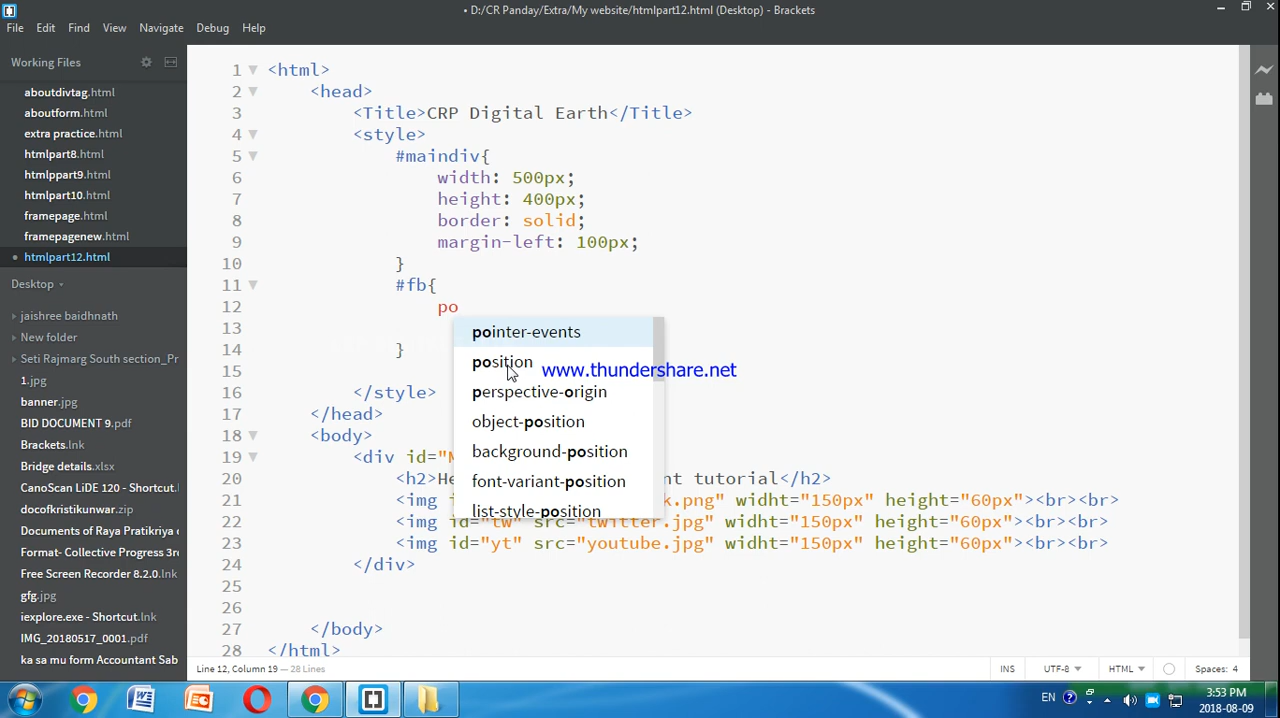 • D:/CR Panday/Extra/My website/htmlpart12.html (Desktop) - Brackets
File Edit Find View Navigate Debug Help
Working Files
aboutdivtag.html
aboutform.html
extra practice.html
htmlpart8.html
htmlppart9.html
htmlpart10.html
framepage.html
framepagenew.html
• htmlpart12.html
Desktop
jaishree baidhnath
New folder
Seti Rajmarg South section_Pr
1.jpg
banner.jpg
BID DOCUMENT 9.pdf
Brackets.lnk
Bridge details.xlsx
CanoScan LiDE 120 - Shortcut.l
docofkristikunwar.zip
Documents of Raya Pratikriya
Format- Collective Progress 3r
Free Screen Recorder 8.2.0.lnk
gfg.jpg
iexplore.exe - Shortcut.lnk
IMG_20180517_0001.pdf
ka sa mu form Accountant Sab
1 <html>
2 <head>
3 <Title>CRP Digital Earth</Title>
4 <style>
5 #maindiv{
6 width: 500px;
7 height: 400px;
8 border: solid;
9 margin-left: 100px;
10 }
11 #fb{
12 po
13
14 }
15
16 </style>
17 </head>
18 <body>
19 <div id="
20 <h2>He nt tutorial</h2>
21 <img i k.png" widht="150px" height="60px"><br><br>
22 <img id="tw" src="twitter.jpg" widht="150px" height="60px"><br><br>
23 <img id="yt" src="youtube.jpg" widht="150px" height="60px"><br><br>
24 </div>
25
26
27 </body>
28 </html>
pointer-events
position
perspective-origin
object-position
background-position
font-variant-position
list-style-position
www.thundershare.net
Line 12, Column 19 — 28 Lines
INS UTF-8 HTML Spaces: 4
EN 3:53 PM
2018-08-09